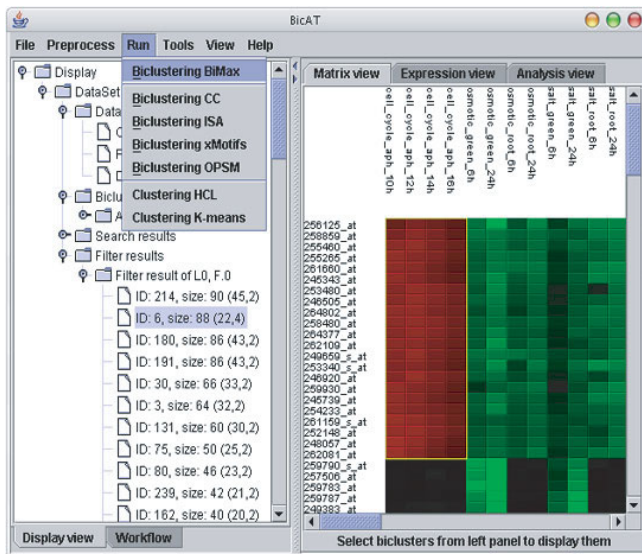 BicAT
File Preprocess Run Tools View Help
Display
DataSet
Data
Biclu
Search results
Filter results
Filter result of L0, F.0
ID: 214, size: 90 (45,2)
ID: 6, size: 88 (22,4)
ID: 180, size: 86 (43,2)
ID: 191, size: 86 (43,2)
ID: 30, size: 66 (33,2)
ID: 3, size: 64 (32,2)
ID: 131, size: 60 (30,2)
ID: 75, size: 50 (25,2)
ID: 80, size: 46 (23,2)
ID: 239, size: 42 (21,2)
ID: 162, size: 40 (20,2)
Display view Workflow
Biclustering BiMax
Biclustering CC
Biclustering ISA
Biclustering xMotifs
Biclustering OPSM
Clustering HCL
Clustering K-means
Matrix view Expression view Analysis view
cell_cycle_aph_10h
cell_cycle_aph_12h
cell_cycle_aph_14h
cell_cycle_aph_16h
osmotic_green_6h
osmotic_green_24h
osmotic_root_6h
osmotic_root_24h
salt_green_6h
salt_green_24h
salt_root_6h
salt_root_24h
256125_at
258859_at
255460_at
255265_at
261660_at
245343_at
253480_at
246505_at
264802_at
258480_at
264377_at
262109_at
249659_s_at
253340_s_at
246920_at
259930_at
245739_at
254233_at
261159_s_at
252148_at
248057_at
262081_at
259790_s_at
257506_at
259783_at
259787_at
249383_at
Select biclusters from left panel to display them